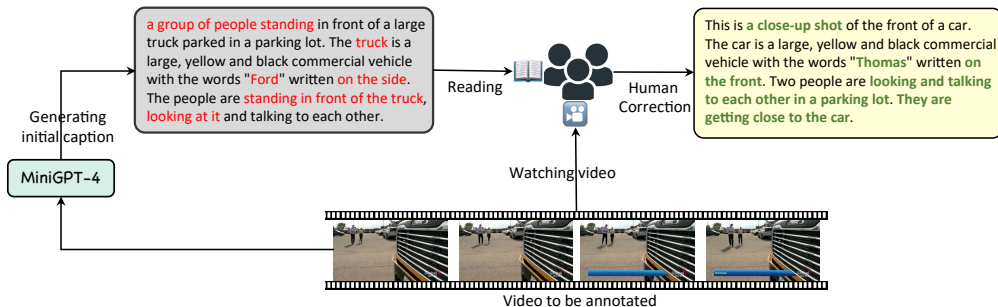 a group of people standing in front of a large
truck parked in a parking lot. The truck is a
large, yellow and black commercial vehicle
with the words "Ford" written on the side.
The people are standing in front of the truck,
looking at it and talking to each other.
Reading
Human
Correction
This is a close-up shot of the front of a car.
The car is a large, yellow and black commercial
vehicle with the words "Thomas" written on
the front. Two people are looking and talking
to each other in a parking lot. They are
getting close to the car.
Generating
initial caption
MiniGPT-4
Watching video
Video to be annotated